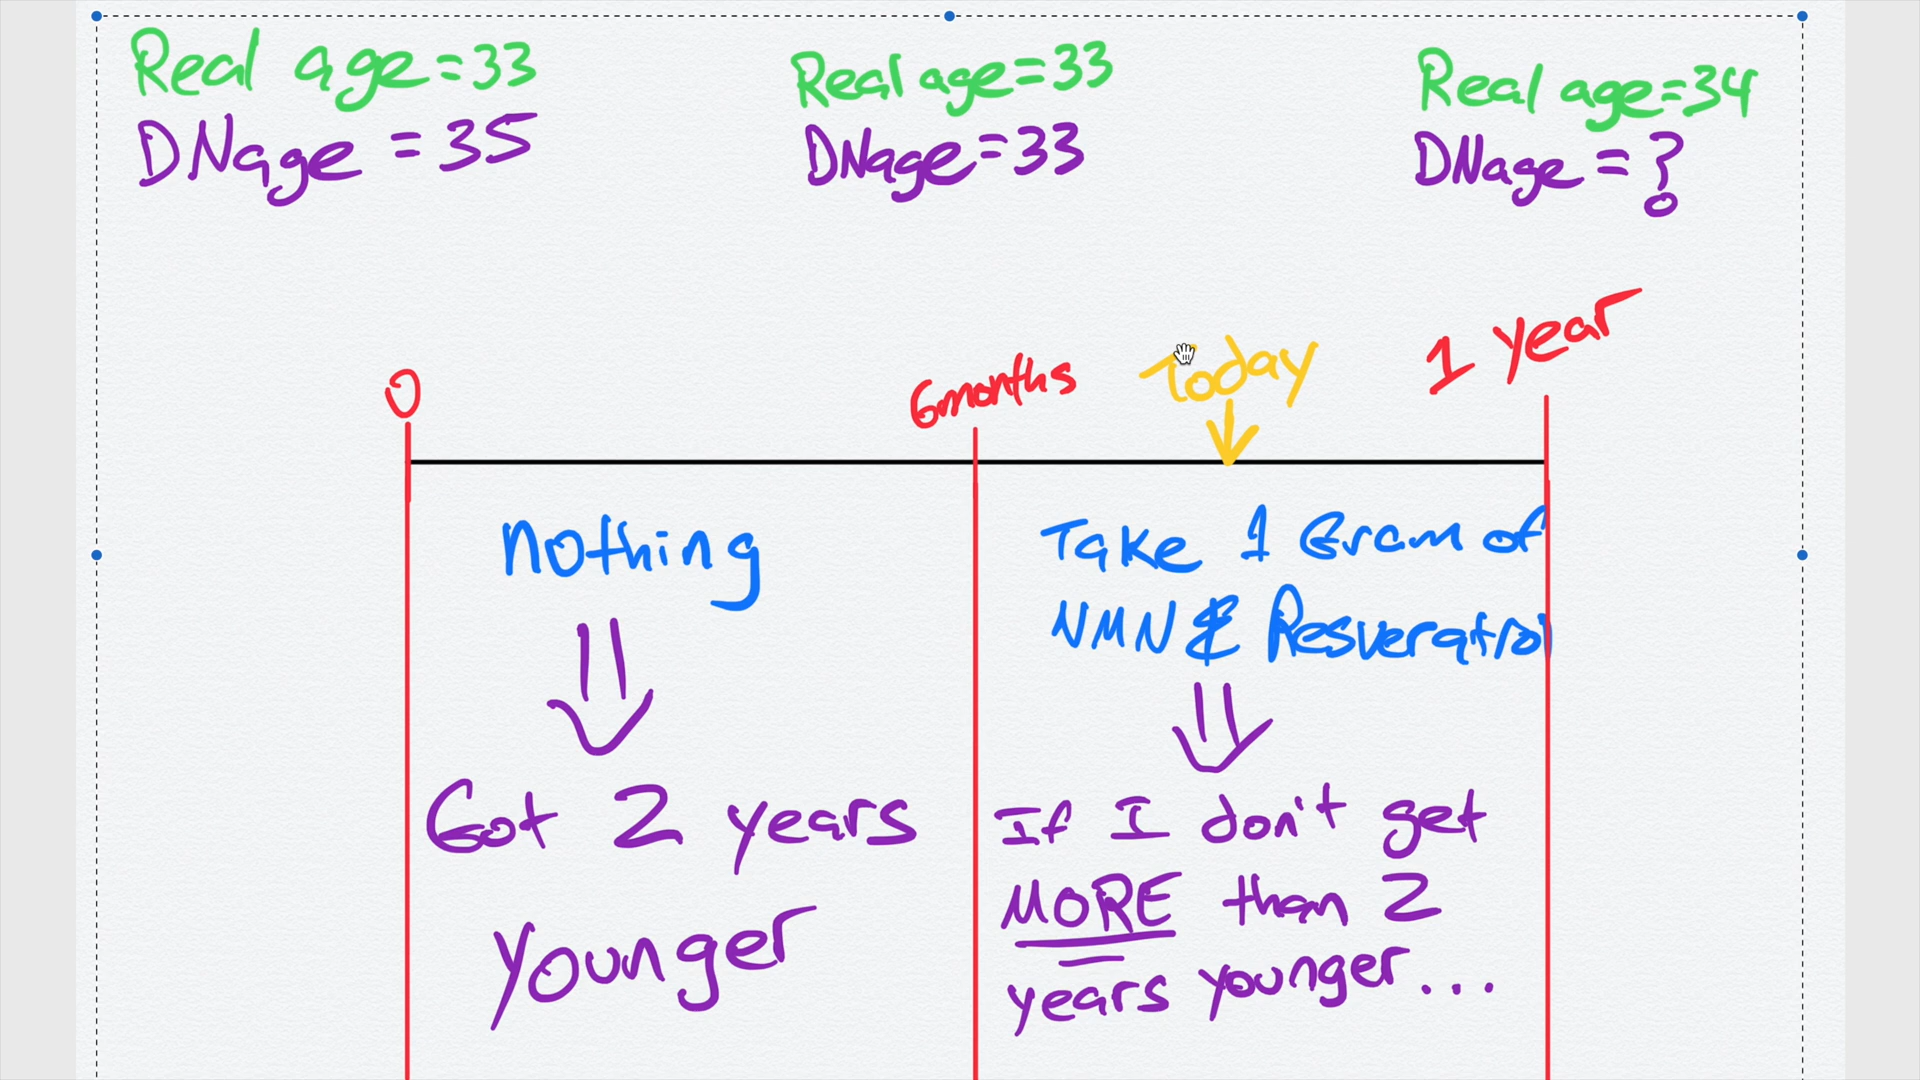 Real age=33
DNage = 35
Real age=33
DNage=33
Real age=34
DNage = ?
0
6months
Today
1 year
nothing
Got 2 years
younger
Take 1 Gram of
NMN & Resveratrol
If I don't get
MORE than 2
years younger...